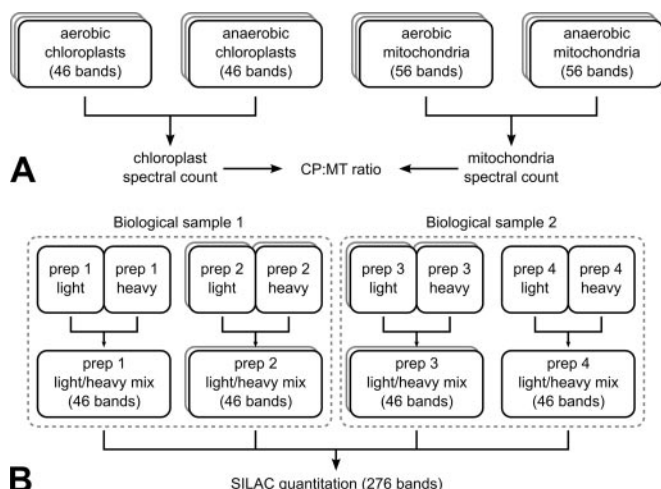 aerobic
chloroplasts
(46 bands)
anaerobic
chloroplasts
(46 bands)
aerobic
mitochondria
(56 bands)
anaerobic
mitochondria
(56 bands)
chloroplast
spectral count
CP:MT ratio
mitochondria
spectral count
A
Biological sample 1
Biological sample 2
prep 1
light
prep 1
heavy
prep 2
light
prep 2
heavy
prep 3
light
prep 3
heavy
prep 4
light
prep 4
heavy
prep 1
light/heavy mix
(46 bands)
prep 2
light/heavy mix
(46 bands)
prep 3
light/heavy mix
(46 bands)
prep 4
light/heavy mix
(46 bands)
B
SILAC quantitation (276 bands)